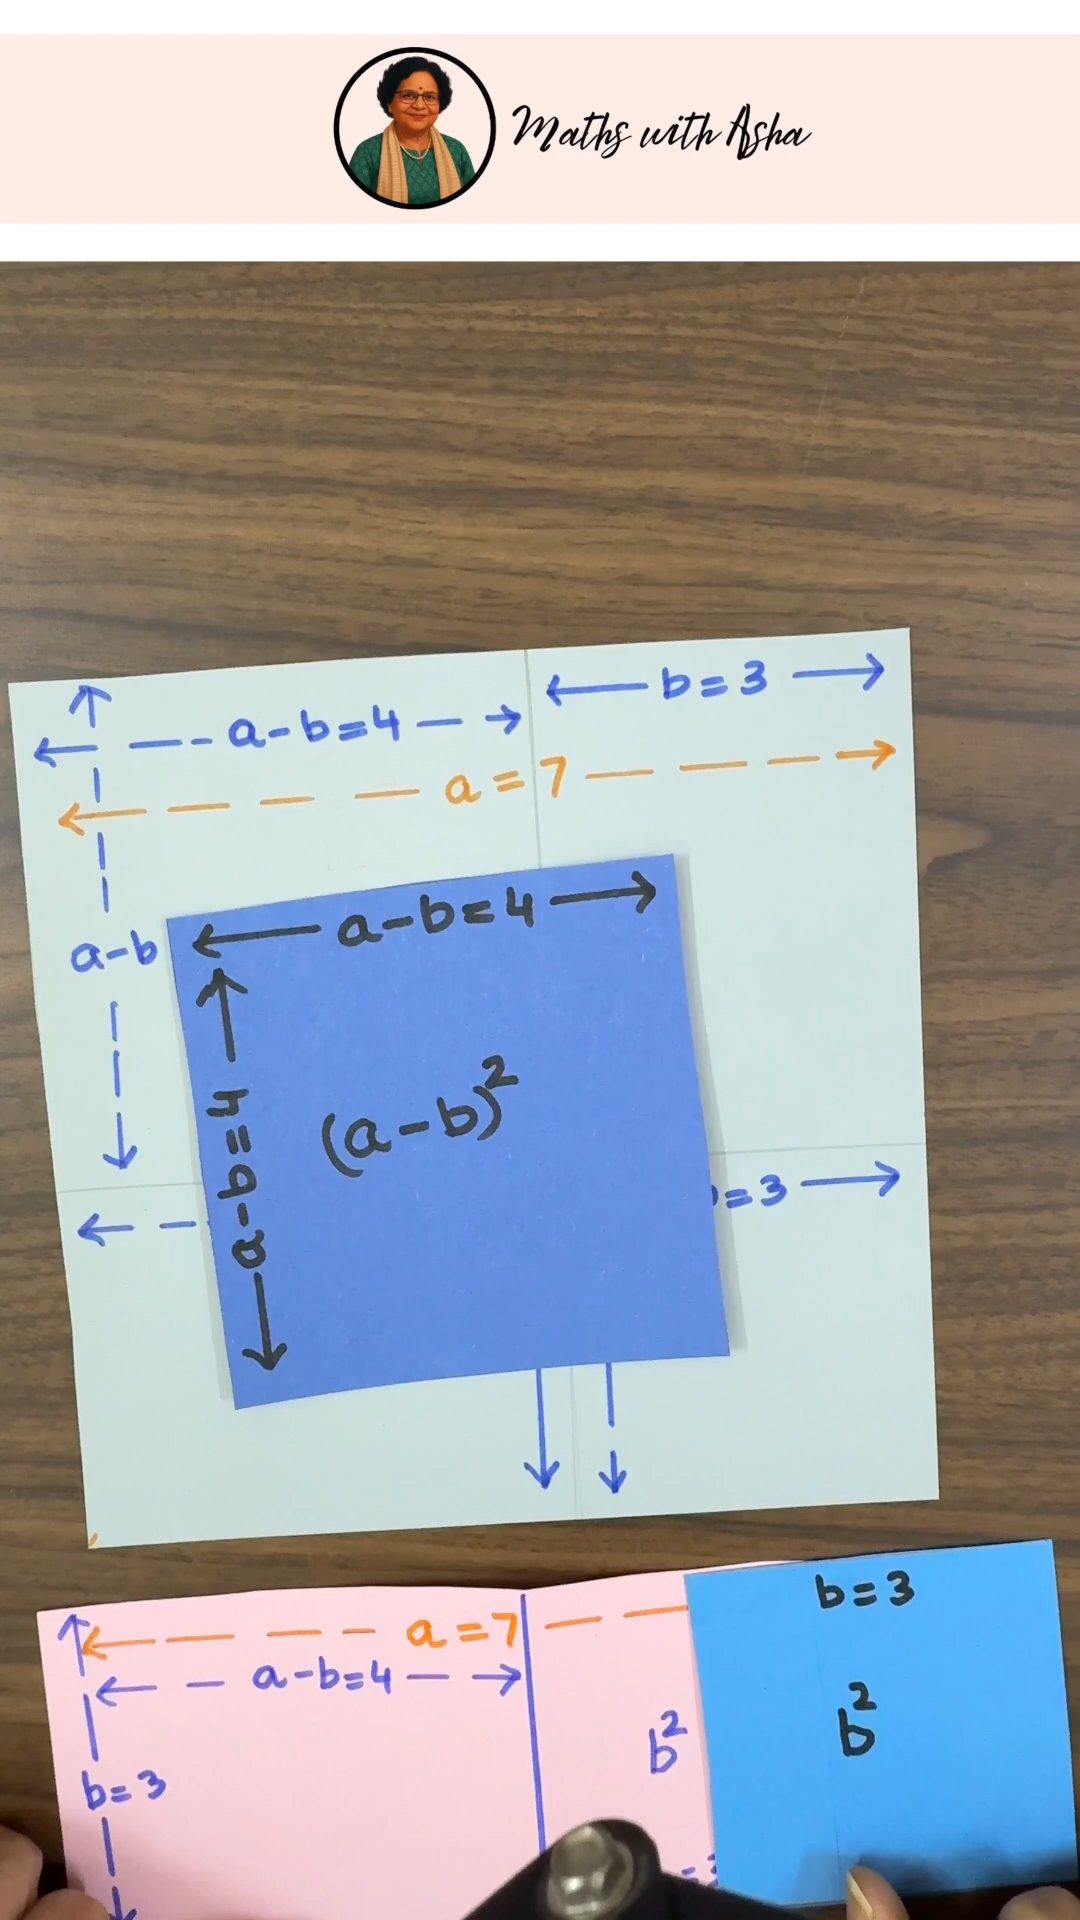 Maths with Asha
b=3
a-b=4
a=7
a-b=4
a-b
a-b=4
(a-b)²
=3
b=3
a=7
a-b=4
b²
b²
b=3